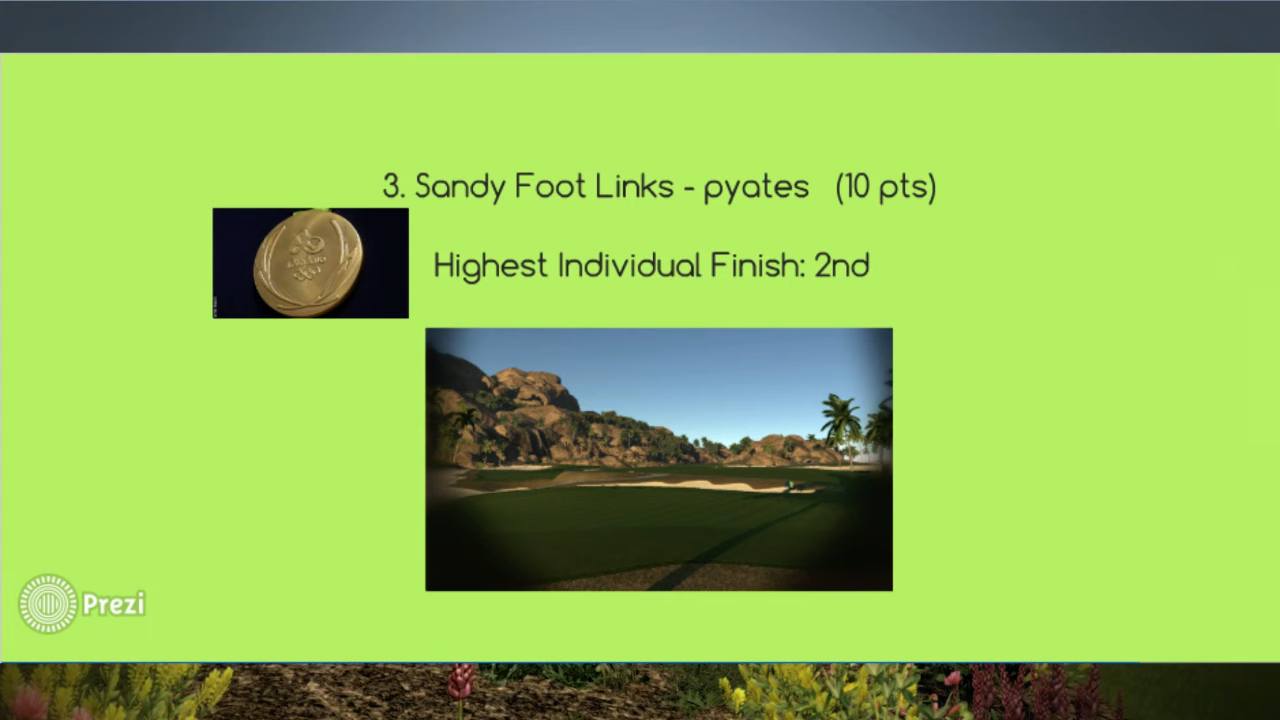 3. Sandy Foot Links - pyates (10 pts)
Highest Individual Finish: 2nd
Prezi